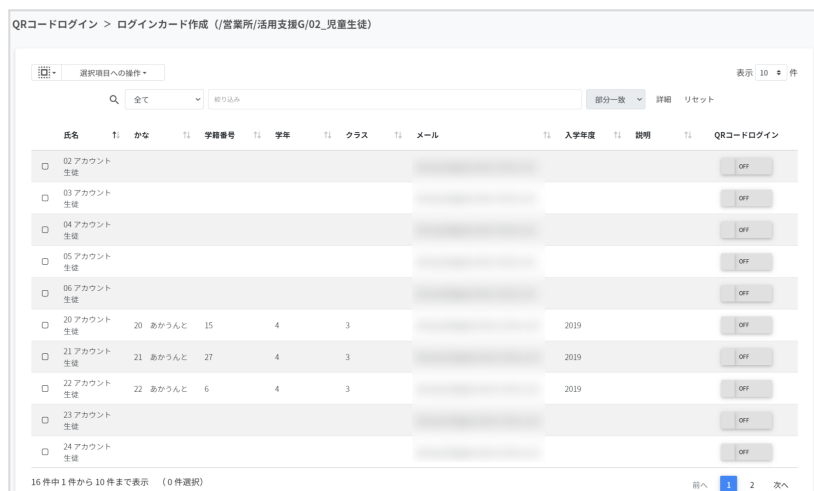 QRコードログイン > ログインカード作成（/営業所/活用支援G/02_児童生徒）
選択項目への操作
表示 10 件
全て 絞り込み 部分一致 詳細 リセット
氏名 かな 学籍番号 学年 クラス メール 入学年度 説明 QRコードログイン
02 アカウント
生徒 OFF
03 アカウント
生徒 OFF
04 アカウント
生徒 OFF
05 アカウント
生徒 OFF
06 アカウント
生徒 OFF
20 アカウント
生徒 20 あかうんと 15 4 3 2019 OFF
21 アカウント
生徒 21 あかうんと 27 4 3 2019 OFF
22 アカウント
生徒 22 あかうんと 6 4 3 2019 OFF
23 アカウント
生徒 OFF
24 アカウント
生徒 OFF
16 件中 1 件から 10 件まで表示 （ 0 件選択） 前へ 1 2 次へ